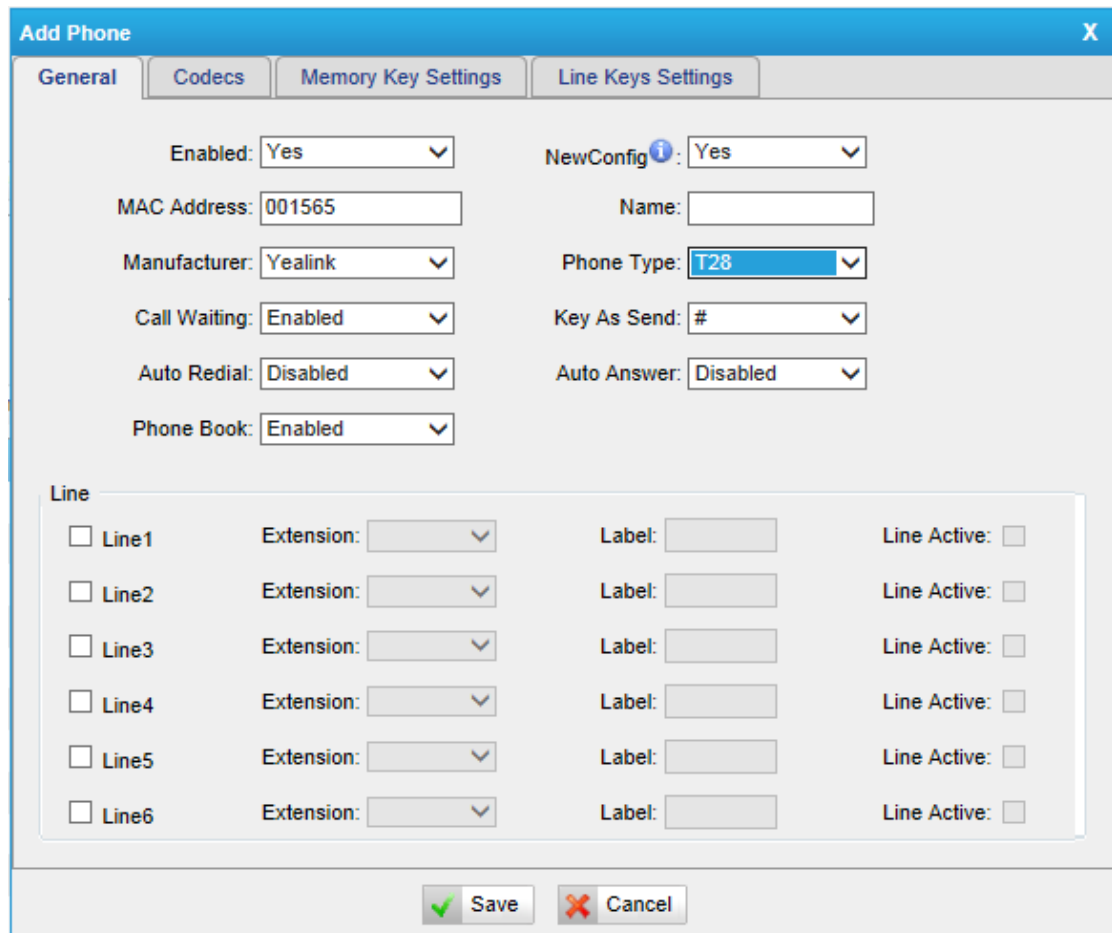 Add Phone X
General Codecs Memory Key Settings Line Keys Settings
Enabled: Yes NewConfig i : Yes
MAC Address: 001565 Name:
Manufacturer: Yealink Phone Type: T28
Call Waiting: Enabled Key As Send: #
Auto Redial: Disabled Auto Answer: Disabled
Phone Book: Enabled
Line
Line1 Extension: Label: Line Active:
Line2 Extension: Label: Line Active:
Line3 Extension: Label: Line Active:
Line4 Extension: Label: Line Active:
Line5 Extension: Label: Line Active:
Line6 Extension: Label: Line Active:
Save Cancel